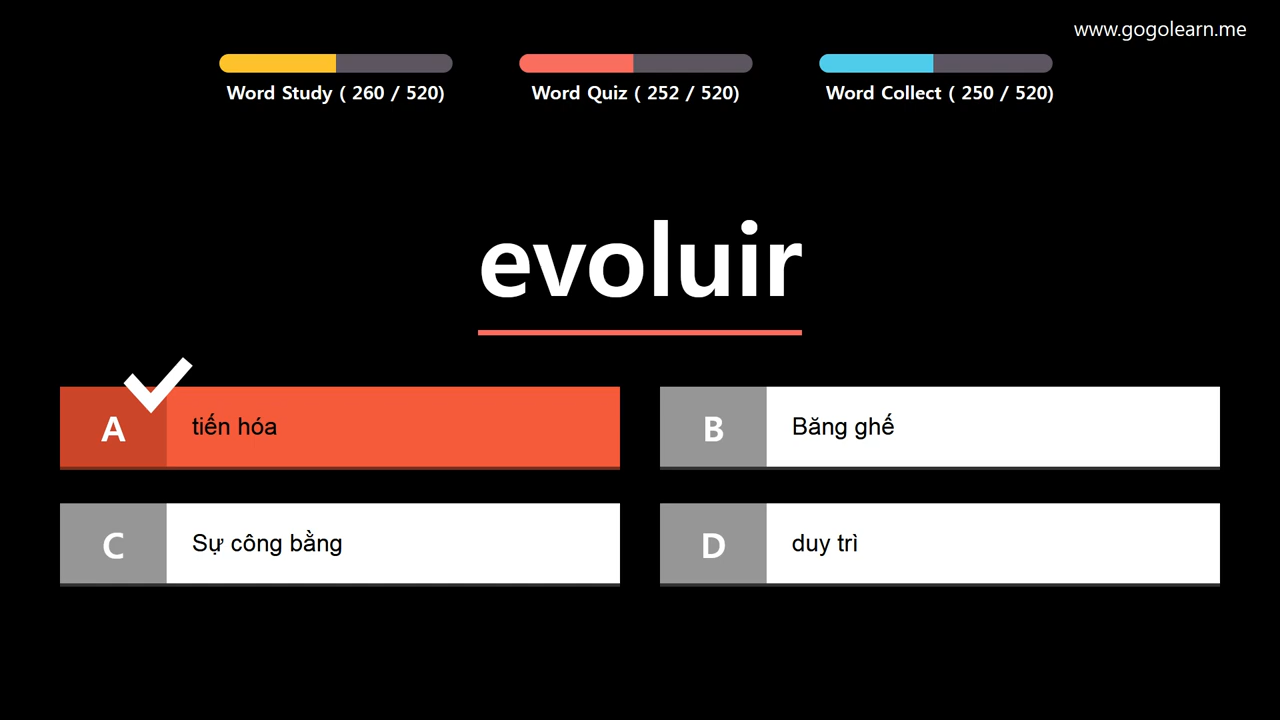 www.gogolearn.me
Word Study ( 260 / 520)
Word Quiz ( 252 / 520)
Word Collect ( 250 / 520)
evoluir
A
tiến hóa
B
Băng ghế
C
Sự công bằng
D
duy trì